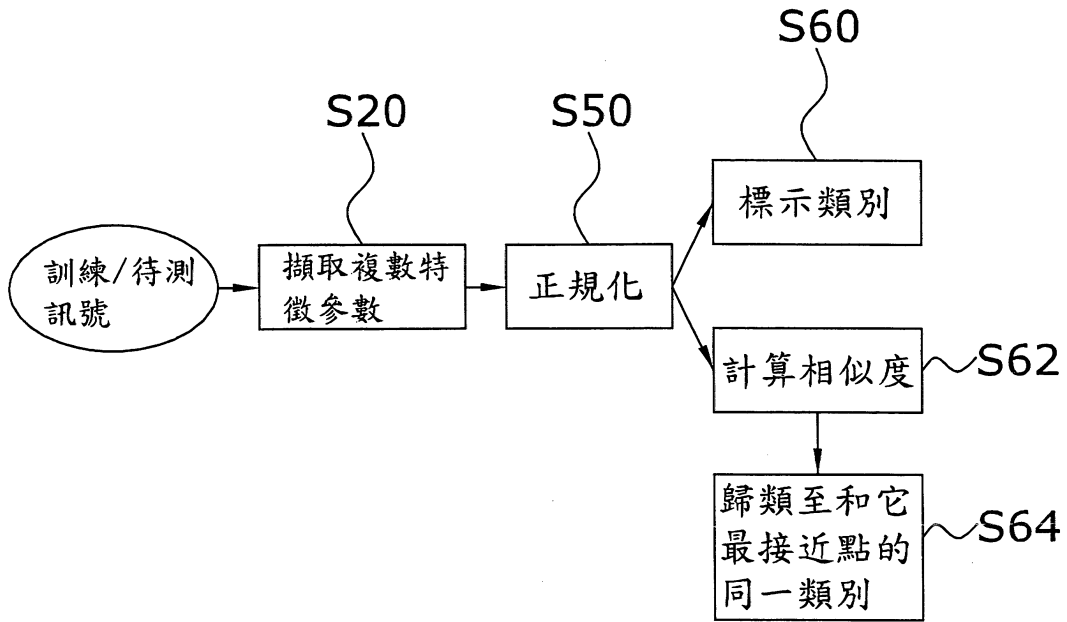 S60
S20
S50
標示類別
訓練/待測
訊號
擷取複數特
徵參數
正規化
計算相似度
S62
歸類至和它
最接近點的
同一類別
S64